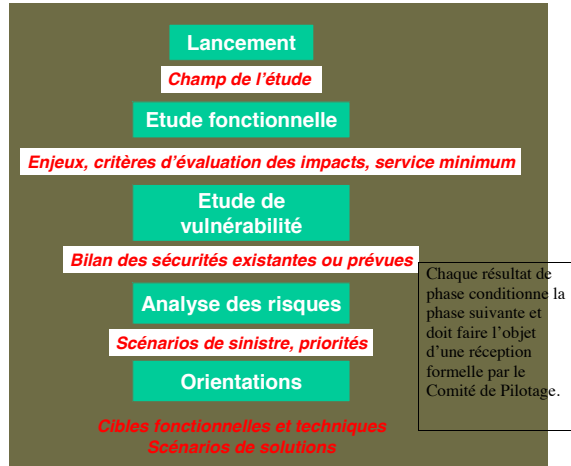 Lancement
Champ de l'étude
Etude fonctionnelle
Enjeux, critères d'évaluation des impacts, service minimum
Etude de
vulnérabilité
Bilan des sécurités existantes ou prévues
Analyse des risques
Scénarios de sinistre, priorités
Orientations
Cibles fonctionnelles et techniques
Scénarios de solutions
Chaque résultat de
phase conditionne la
phase suivante et
doit faire l'objet
d'une réception
formelle par le
Comité de Pilotage.